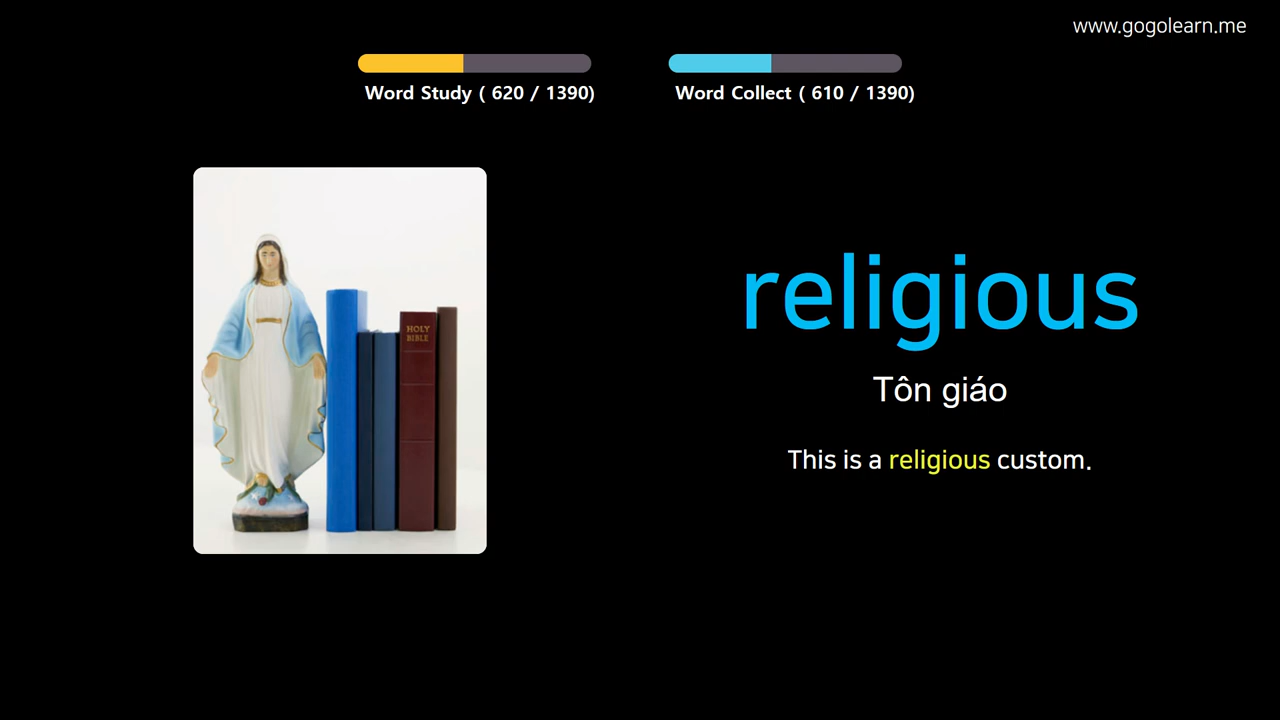 www.gogolearn.me
Word Study ( 620 / 1390)
Word Collect ( 610 / 1390)
HOLY
BIBLE
religious
Tôn giáo
This is a religious custom.